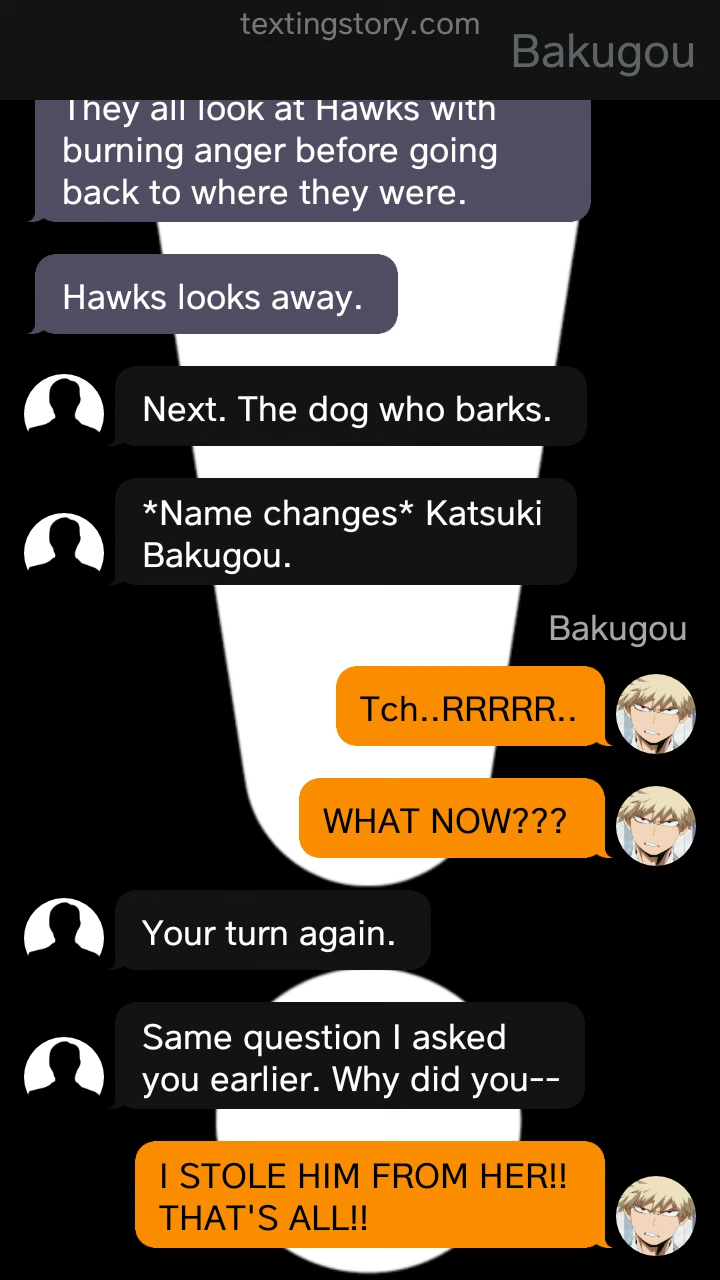 textingstory.com
Bakugou
They all look at Hawks with
burning anger before going
back to where they were.
Hawks looks away.
Next. The dog who barks.
*Name changes* Katsuki
Bakugou.
Bakugou
Tch..RRRRR..
WHAT NOW???
Your turn again.
Same question I asked
you earlier. Why did you--
I STOLE HIM FROM HER!!
THAT'S ALL!!